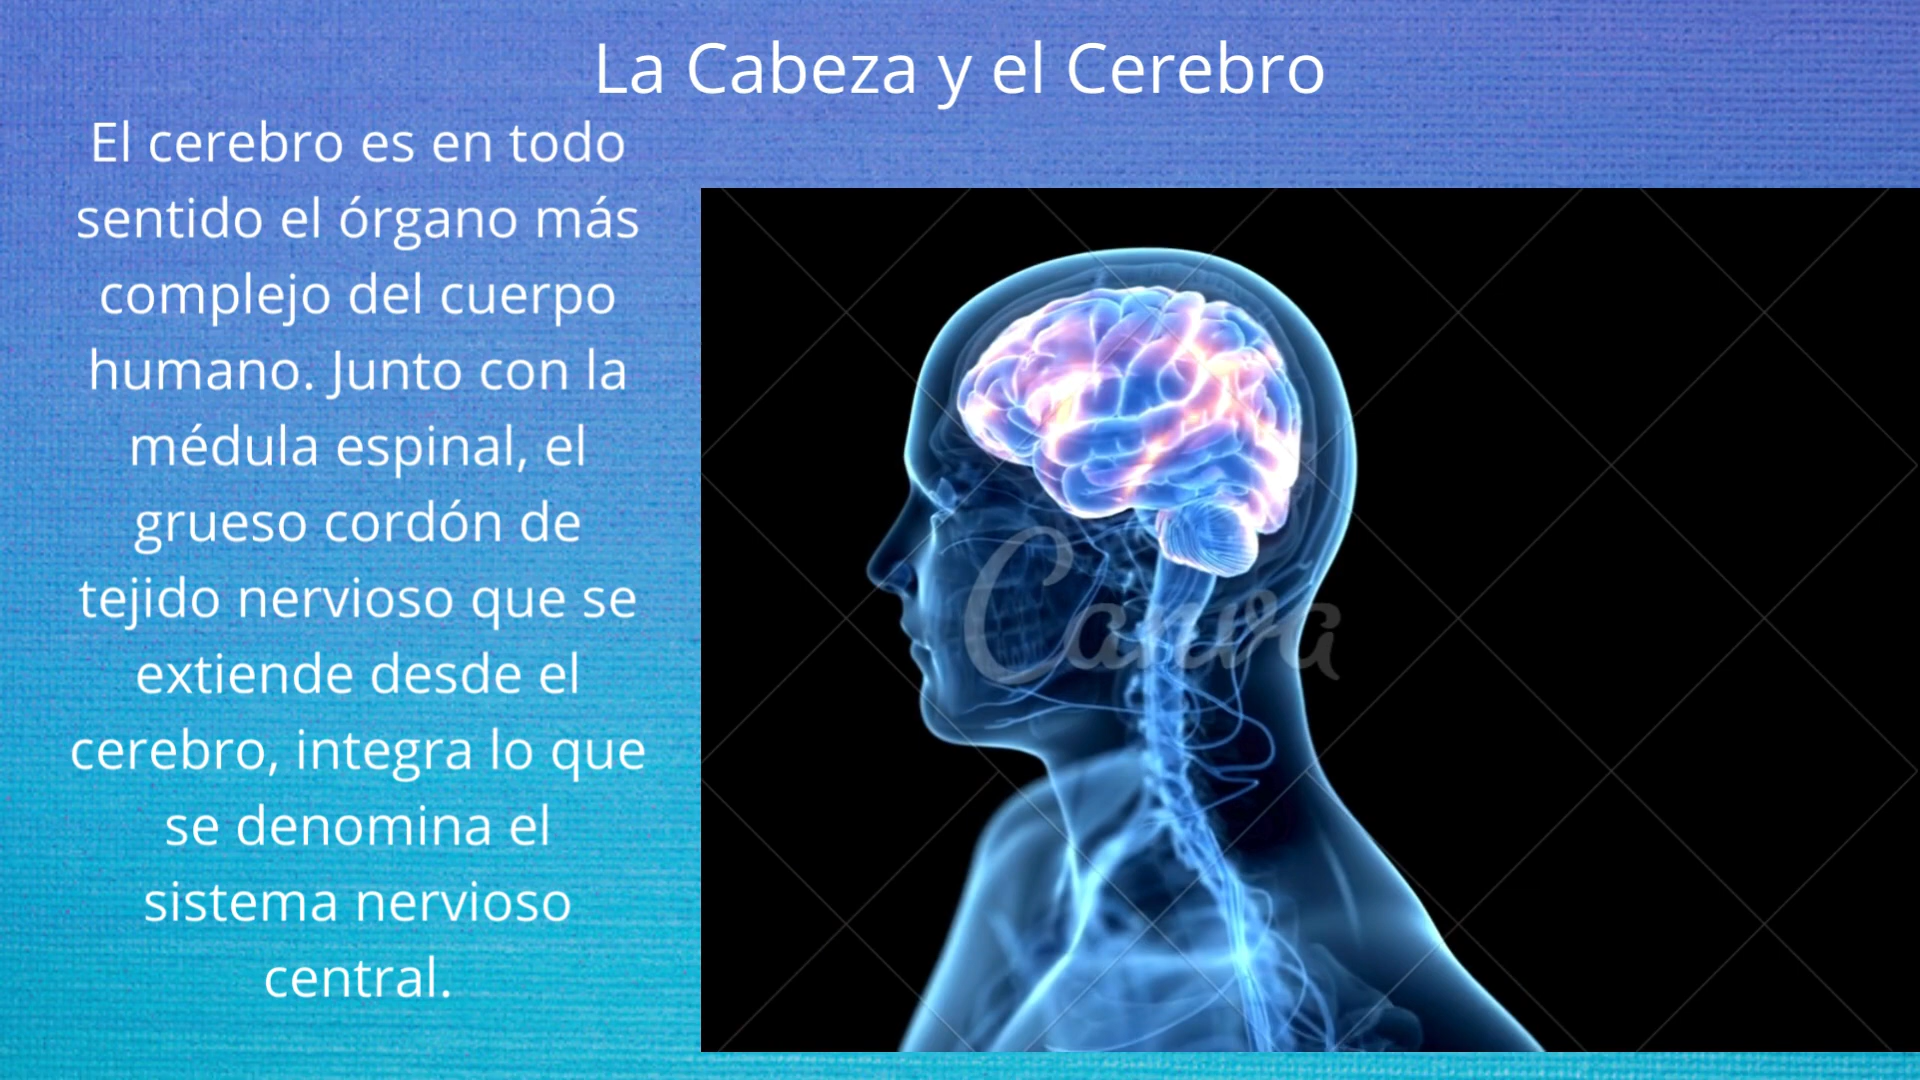 La Cabeza y el Cerebro
El cerebro es en todo
sentido el órgano más
complejo del cuerpo
humano. Junto con la
médula espinal, el
grueso cordón de
tejido nervioso que se
extiende desde el
cerebro, integra lo que
se denomina el
sistema nervioso
central.
Canva